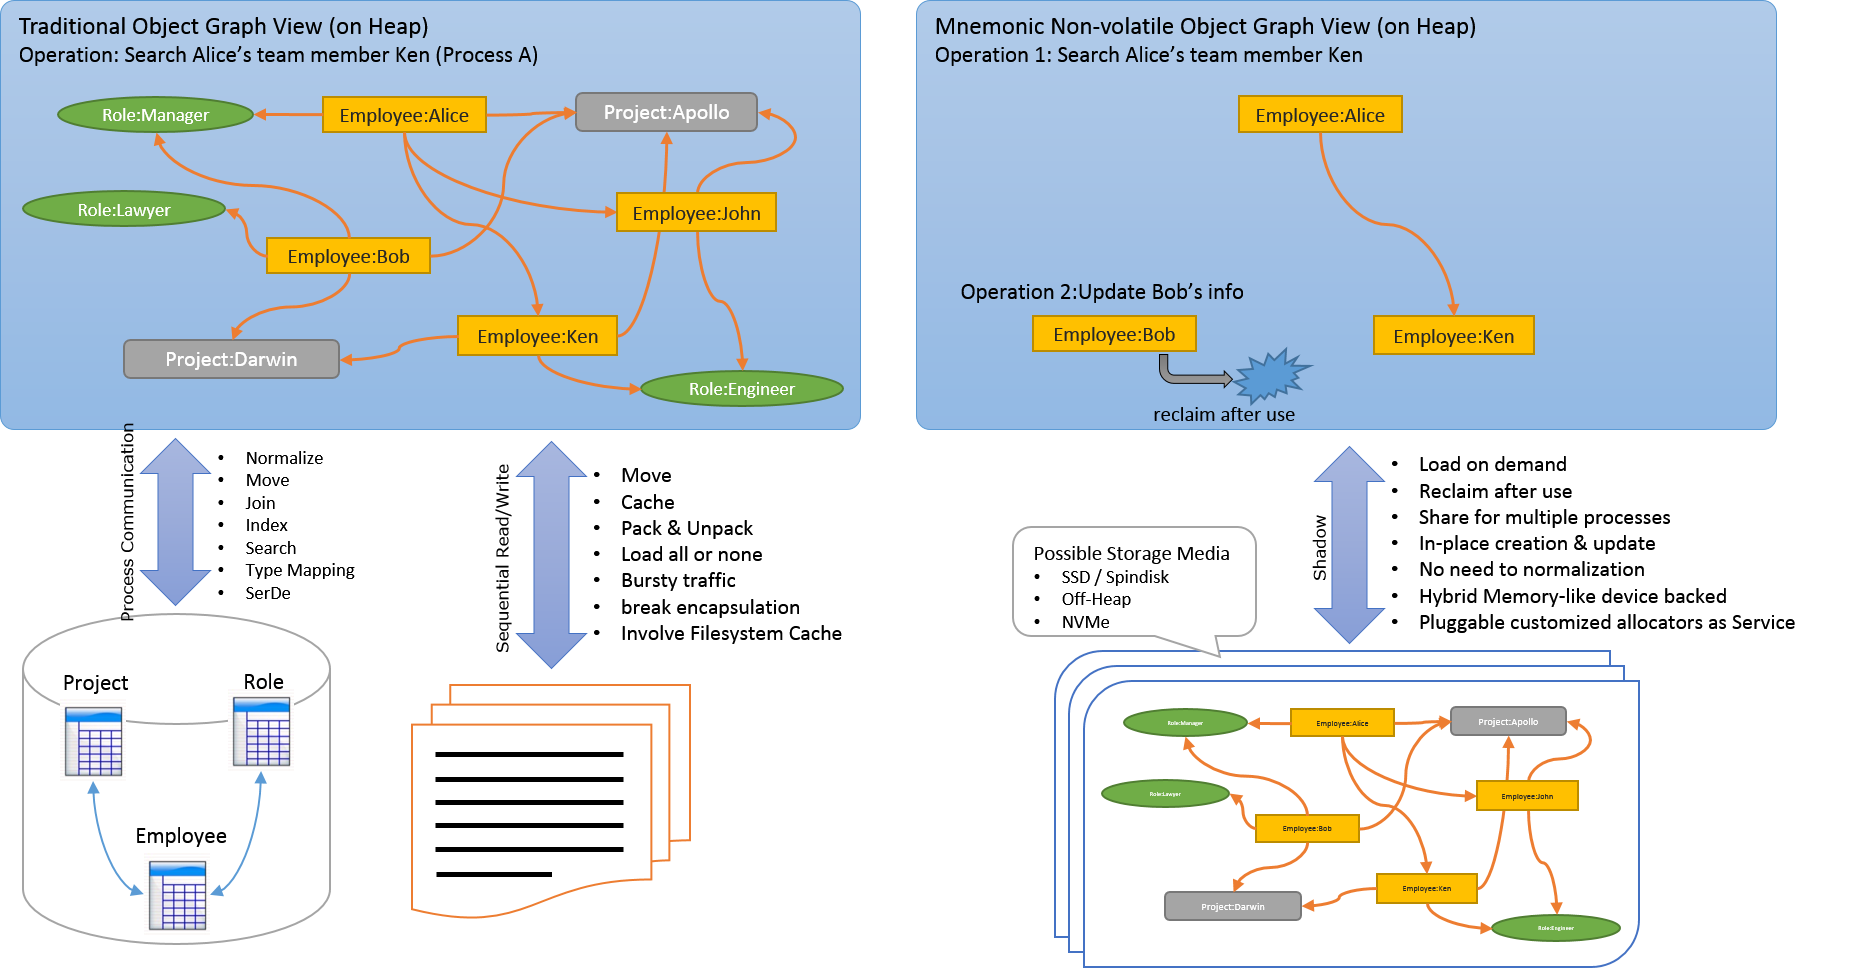 Traditional Object Graph View (on Heap)
Operation: Search Alice's team member Ken (Process A)
Role:Manager
Employee:Alice
Project:Apollo
Role:Lawyer
Employee:John
Employee:Bob
Employee:Ken
Project:Darwin
Role:Engineer
Mnemonic Non-volatile Object Graph View (on Heap)
Operation 1: Search Alice's team member Ken
Employee:Alice
Operation 2:Update Bob's info
Employee:Bob
Employee:Ken
reclaim after use
Process Communication
• Normalize
• Move
• Join
• Index
• Search
• Type Mapping
• SerDe
Sequential Read/Write
• Move
• Cache
• Pack & Unpack
• Load all or none
• Bursty traffic
• break encapsulation
• Involve Filesystem Cache
Shadow
• Load on demand
• Reclaim after use
• Share for multiple processes
• In-place creation & update
• No need to normalization
• Hybrid Memory-like device backed
• Pluggable customized allocators as Service
Possible Storage Media
• SSD / Spindisk
• Off-Heap
• NVMe
Project
Role
Employee
Role:Manager
Employee:Alice
Project:Apollo
Role:Lawyer
Employee:John
Employee:Bob
Employee:Ken
Project:Darwin
Role:Engineer